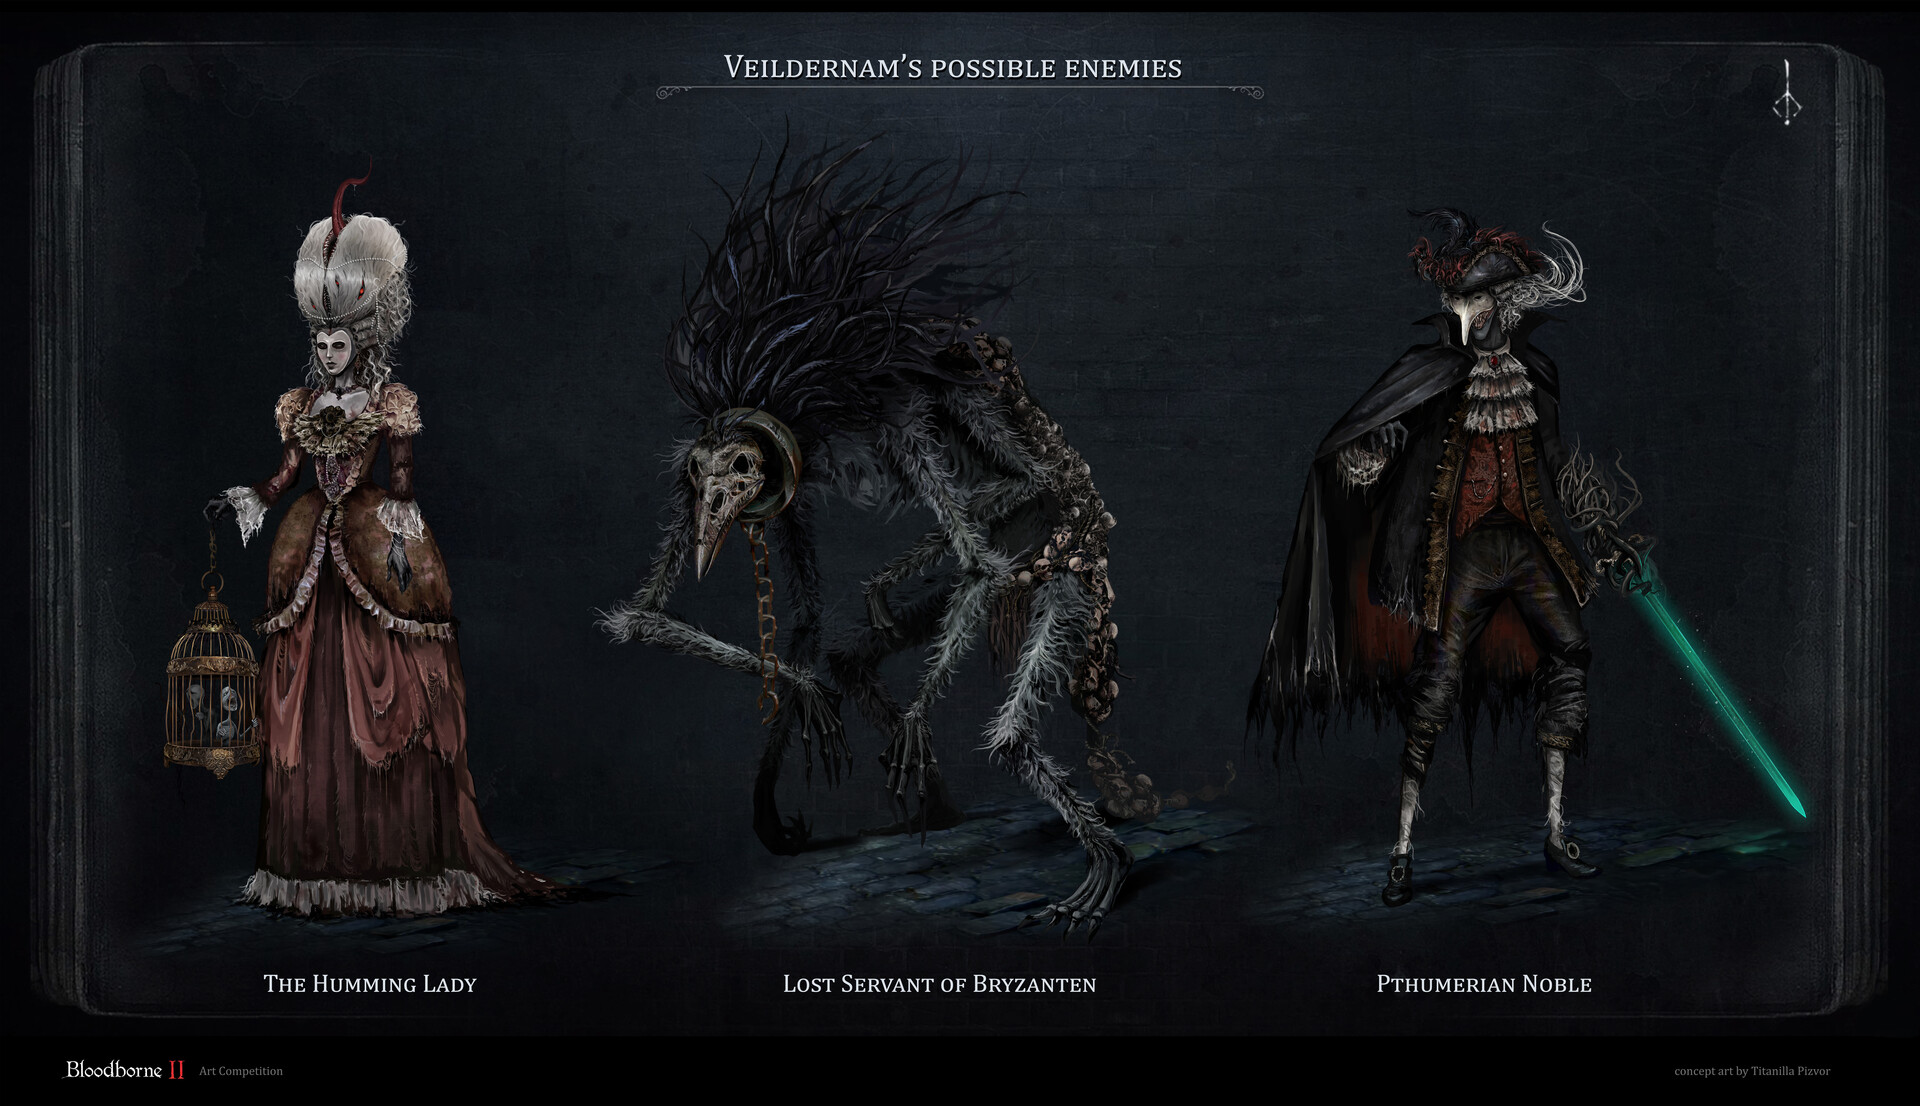 Veildernam's possible enemies
The Humming Lady
Lost Servant of Bryzanten
Pthumerian Noble
Bloodborne II Art Competition
concept art by Titanilla Pizvor